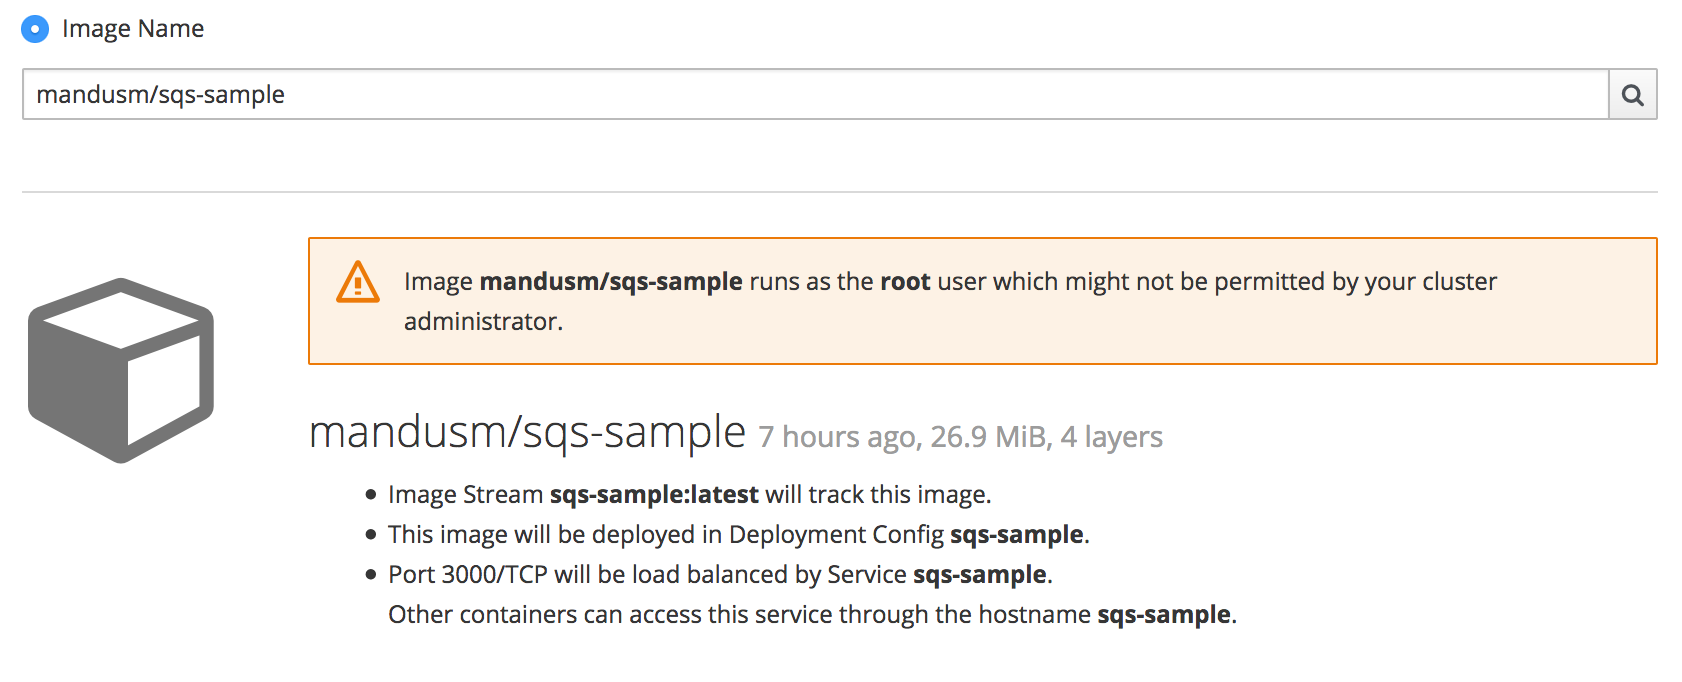 Image Name
mandusm/sqs-sample
Image mandusm/sqs-sample runs as the root user which might not be permitted by your cluster
administrator.
mandusm/sqs-sample 7 hours ago, 26.9 MiB, 4 layers
Image Stream sqs-sample:latest will track this image.
This image will be deployed in Deployment Config sqs-sample.
Port 3000/TCP will be load balanced by Service sqs-sample.
Other containers can access this service through the hostname sqs-sample.